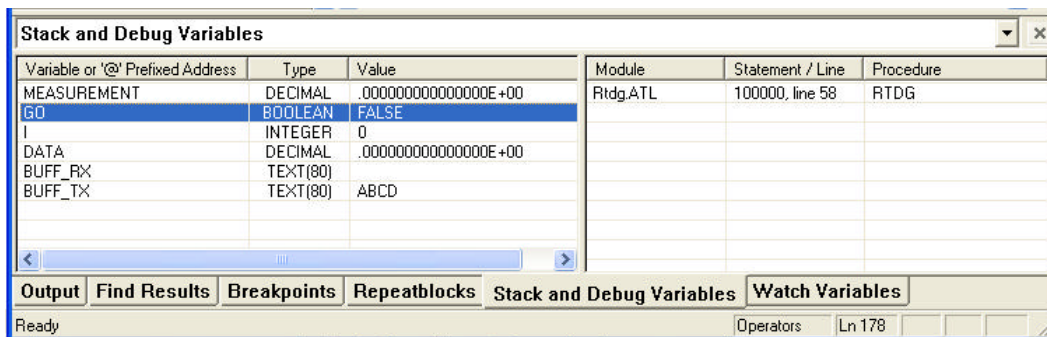 Stack and Debug Variables
Variable or '@' Prefixed Address Type Value
MEASUREMENT DECIMAL .000000000000000E+00
GO BOOLEAN FALSE
I INTEGER 0
DATA DECIMAL .000000000000000E+00
BUFF_RX TEXT(80)
BUFF_TX TEXT(80) ABCD
Module Statement / Line Procedure
Rtdg.ATL 100000, line 58 RTDG
Output Find Results Breakpoints Repeatblocks Stack and Debug Variables Watch Variables
Ready Operators Ln 178